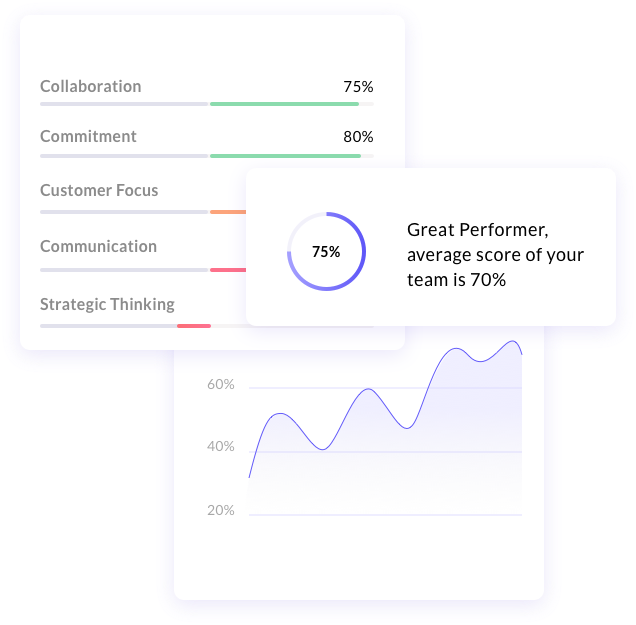 Collaboration 75%
Commitment 80%
Customer Focus
Communication
Strategic Thinking
75%
Great Performer,
average score of your
team is 70%
60%
40%
20%